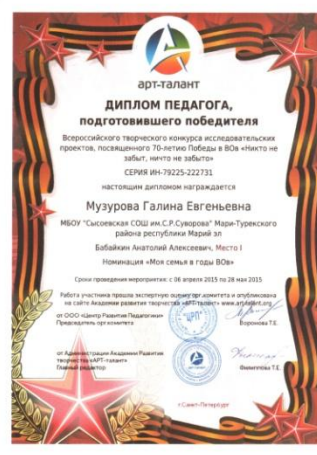 арт-талант
ДИПЛОМ ПЕДАГОГА,
подготовившего победителя
Всероссийского творческого конкурса исследовательских
проектов, посвященного 70-летию Победы в ВОв «Никто не
забыт, ничто не забыто»
СЕРИЯ ИН-79225-222731
настоящим дипломом награждается
Музурова Галина Евгеньевна
МБОУ "Сысоевская СОШ им.С.Р.Суворова" Мари-Турекского
района республики Марий эл
Бабайкин Анатолий Алексеевич, Место I
Номинация «Моя семья в годы ВОв»
Сроки проведения мероприятия: с 06 апреля 2015 по 28 мая 2015
Работа участника прошла экспертную оценку орг.комитета и опубликована
на сайте Академии развития творчества «АРТ-талант» www.art-talant.org
от ООО «Центр Развития Педагогики»
Председатель орг.комитета
"ЦРП"
Воронова Т.Е.
от Администрации Академии Развития
творчества «АРТ-талант»
Главный редактор
Филиппова Т.Е.
г.Санкт-Петербург